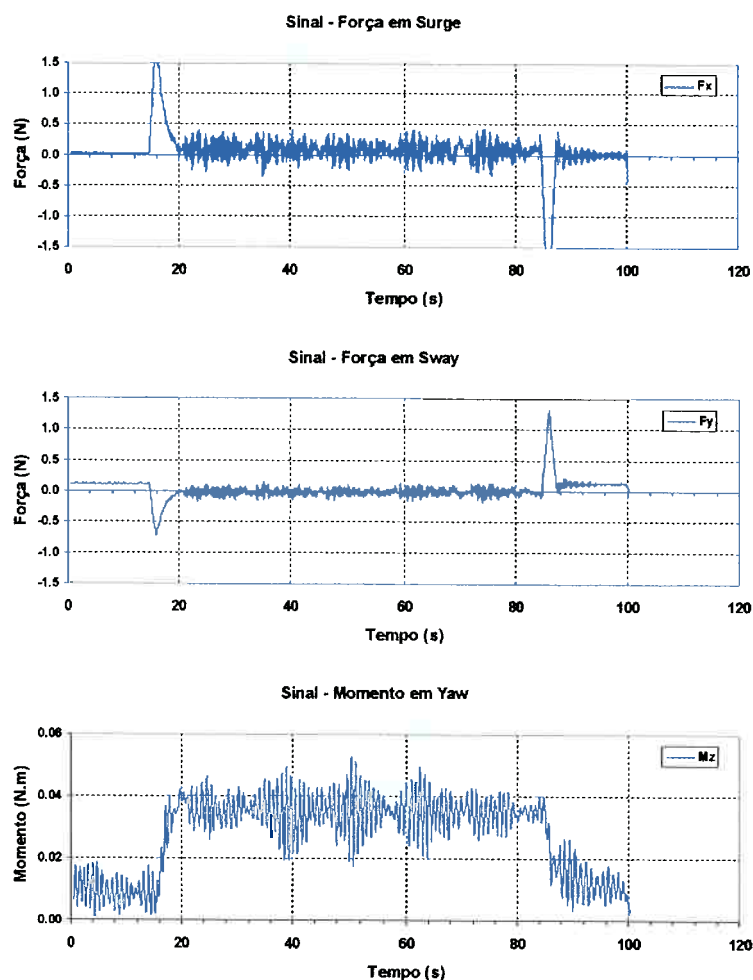 Sinal - Força em Surge
Força (N)
1.5
1.0
0.5
0.0
-0.5
-1.0
-1.5
Fx
0 20 40 60 80 100 120
Tempo (s)
Sinal - Força em Sway
Força (N)
1.5
1.0
0.5
0.0
-0.5
-1.0
-1.5
Fy
0 20 40 60 80 100 120
Tempo (s)
Sinal - Momento em Yaw
Momento (N.m)
0.06
0.04
0.02
0.00
Mz
0 20 40 60 80 100 120
Tempo (s)